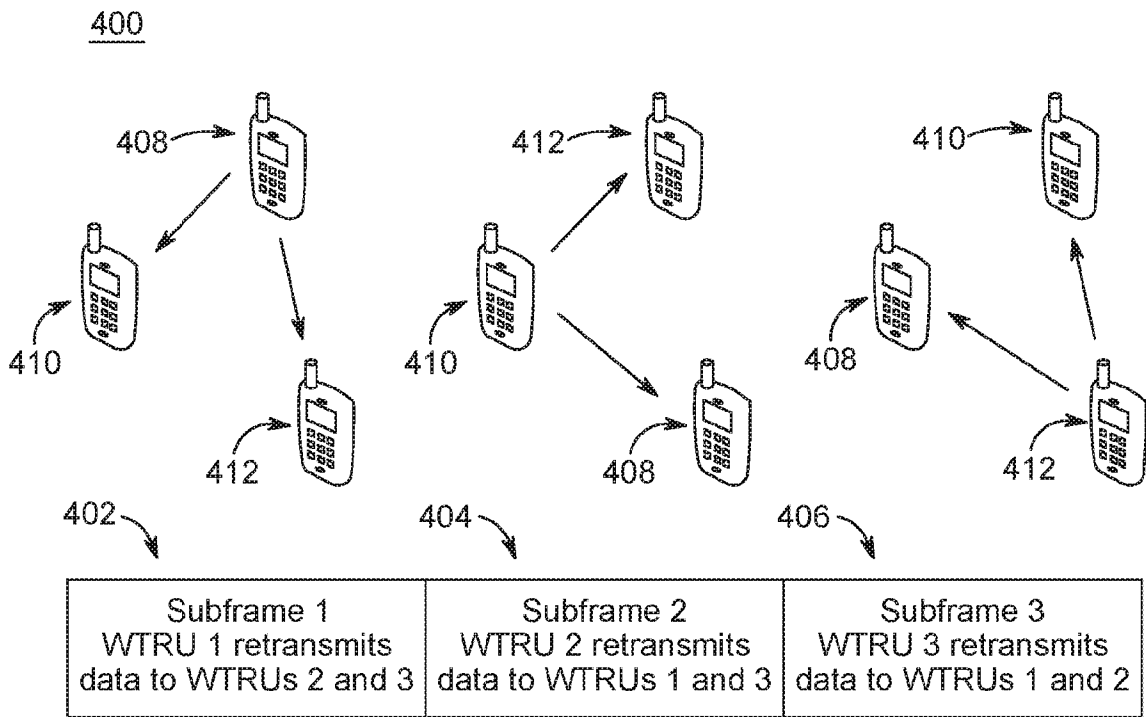 400
408
412
410
410
410
408
412
408
412
402
404
406
Subframe 1
WTRU 1 retransmits
data to WTRUs 2 and 3
Subframe 2
WTRU 2 retransmits
data to WTRUs 1 and 3
Subframe 3
WTRU 3 retransmits
data to WTRUs 1 and 2